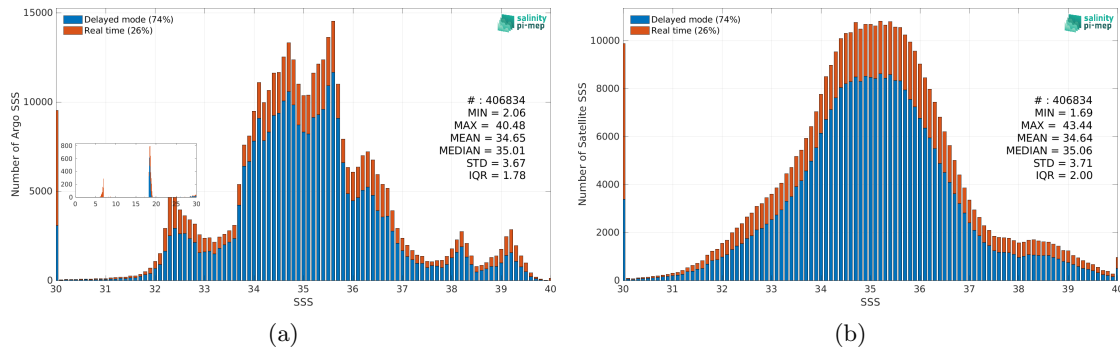 Delayed mode (74%)
Real time (26%)
salinity
pi-mep
Number of Argo SSS
15000
10000
5000
0
# : 406834
MIN = 2.06
MAX = 40.48
MEAN = 34.65
MEDIAN = 35.01
STD = 3.67
IQR = 1.78
800
600
400
200
0
0 5 10 15 20 25 30
30 31 32 33 34 35 36 37 38 39 40
SSS
(a)
Delayed mode (74%)
Real time (26%)
salinity
pi-mep
Number of Satellite SSS
10000
8000
6000
4000
2000
0
# : 406834
MIN = 1.69
MAX = 43.44
MEAN = 34.64
MEDIAN = 35.06
STD = 3.71
IQR = 2.00
30 31 32 33 34 35 36 37 38 39 40
SSS
(b)